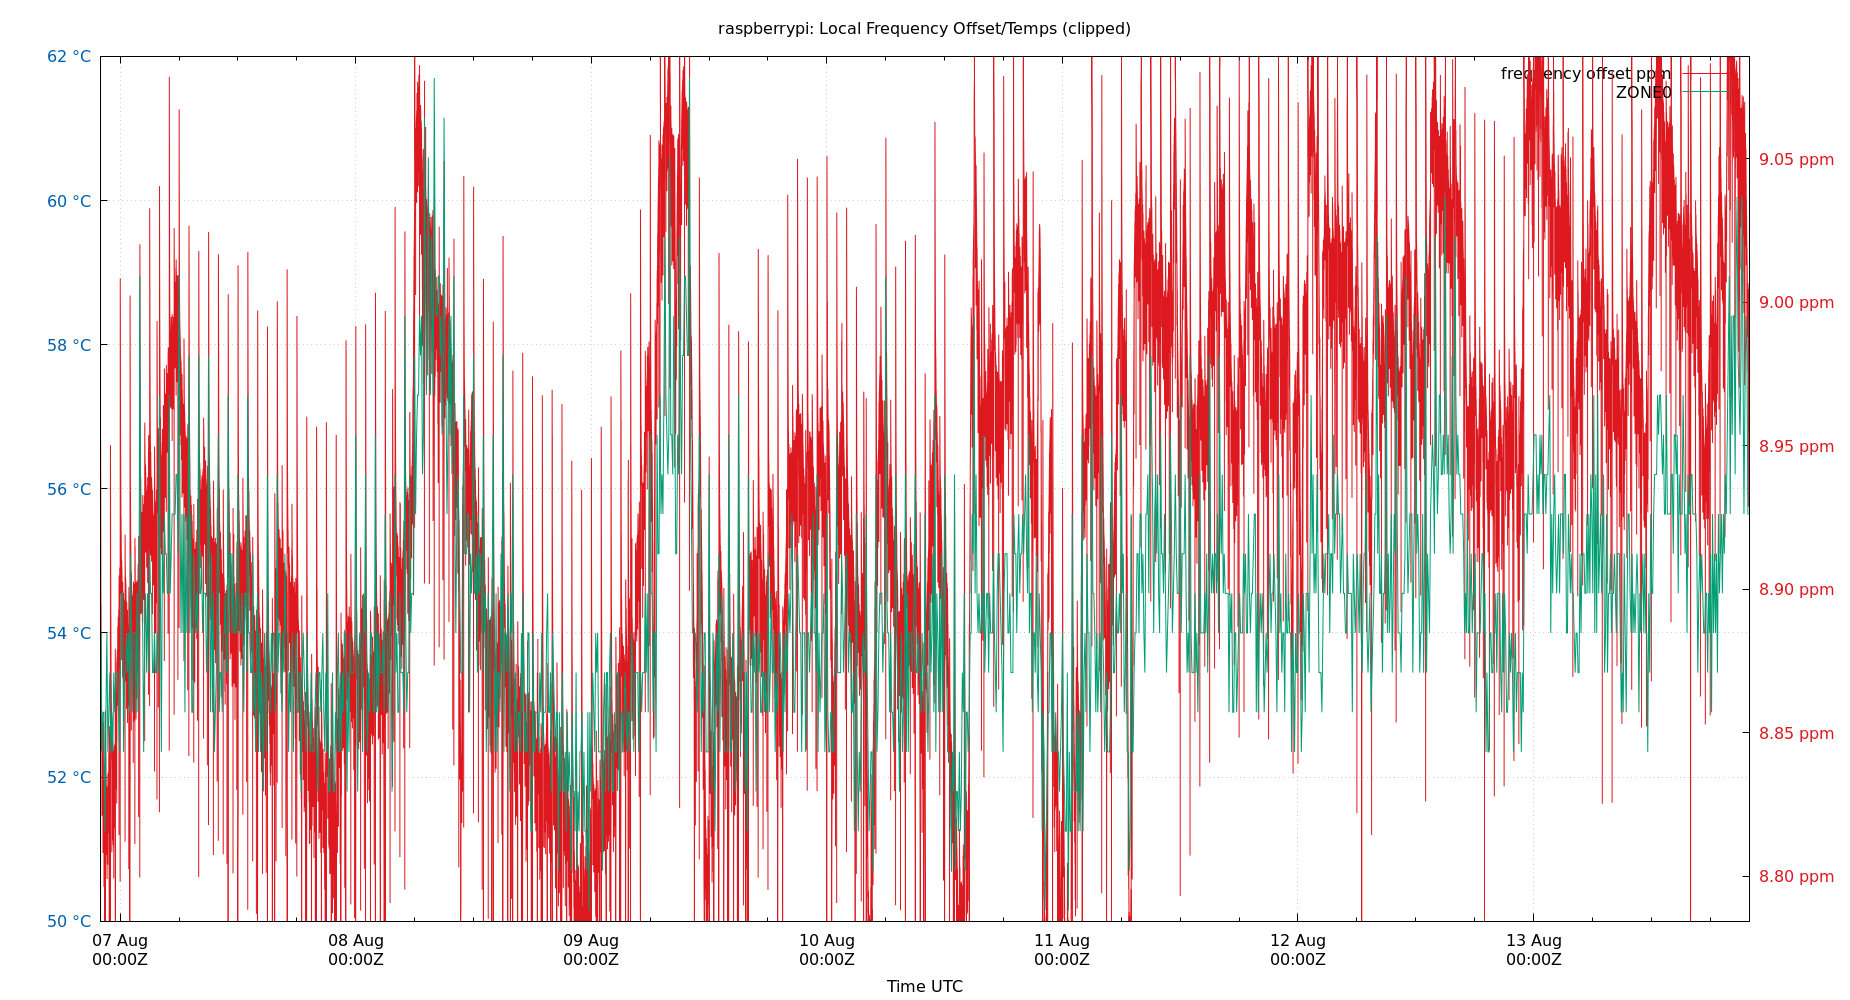 raspberrypi: Local Frequency Offset/Temps (clipped)
62 °C
60 °C
58 °C
56 °C
54 °C
52 °C
50 °C
frequency offset ppm
ZONE0
9.05 ppm
9.00 ppm
8.95 ppm
8.90 ppm
8.85 ppm
8.80 ppm
07 Aug
00:00Z
08 Aug
00:00Z
09 Aug
00:00Z
10 Aug
00:00Z
11 Aug
00:00Z
12 Aug
00:00Z
13 Aug
00:00Z
Time UTC